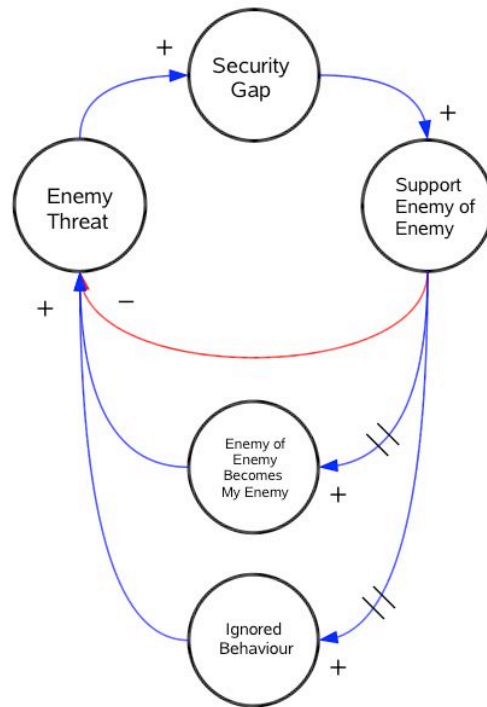 +
Security
Gap
+
Enemy
Threat
Support
Enemy of
Enemy
+
−
Enemy of
Enemy
Becomes
My Enemy
+
Ignored
Behaviour
+